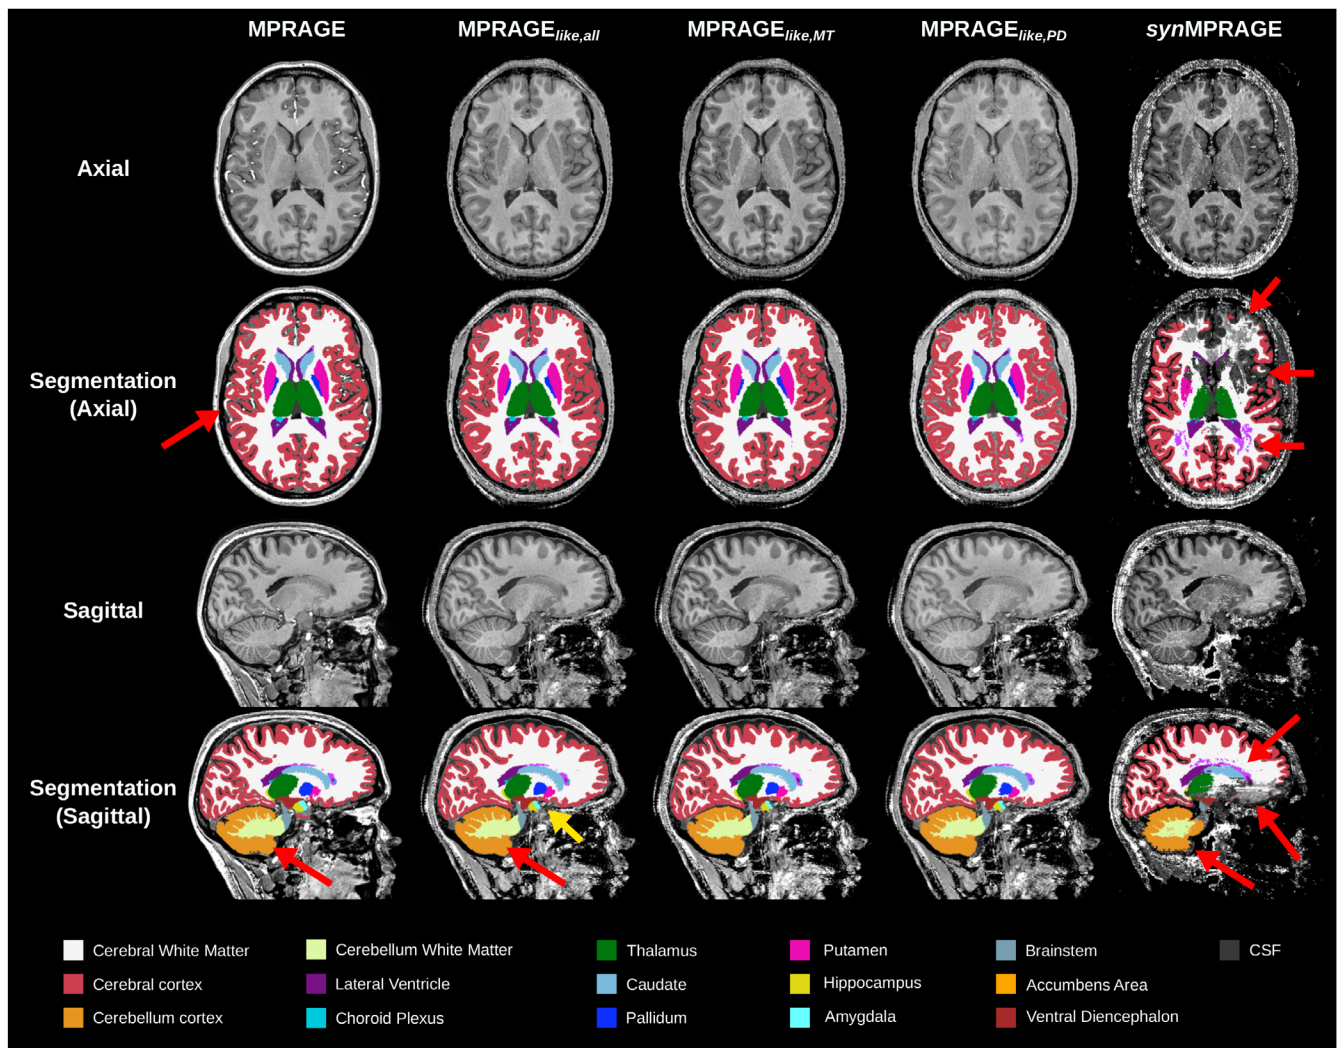 MPRAGE
MPRAGElike,all
MPRAGElike,MT
MPRAGElike,PD
synMPRAGE
Axial
Segmentation
(Axial)
Sagittal
Segmentation
(Sagittal)
Cerebral White Matter
Cerebellum White Matter
Thalamus
Putamen
Brainstem
CSF
Cerebral cortex
Lateral Ventricle
Caudate
Hippocampus
Accumbens Area
Cerebellum cortex
Choroid Plexus
Pallidum
Amygdala
Ventral Diencephalon